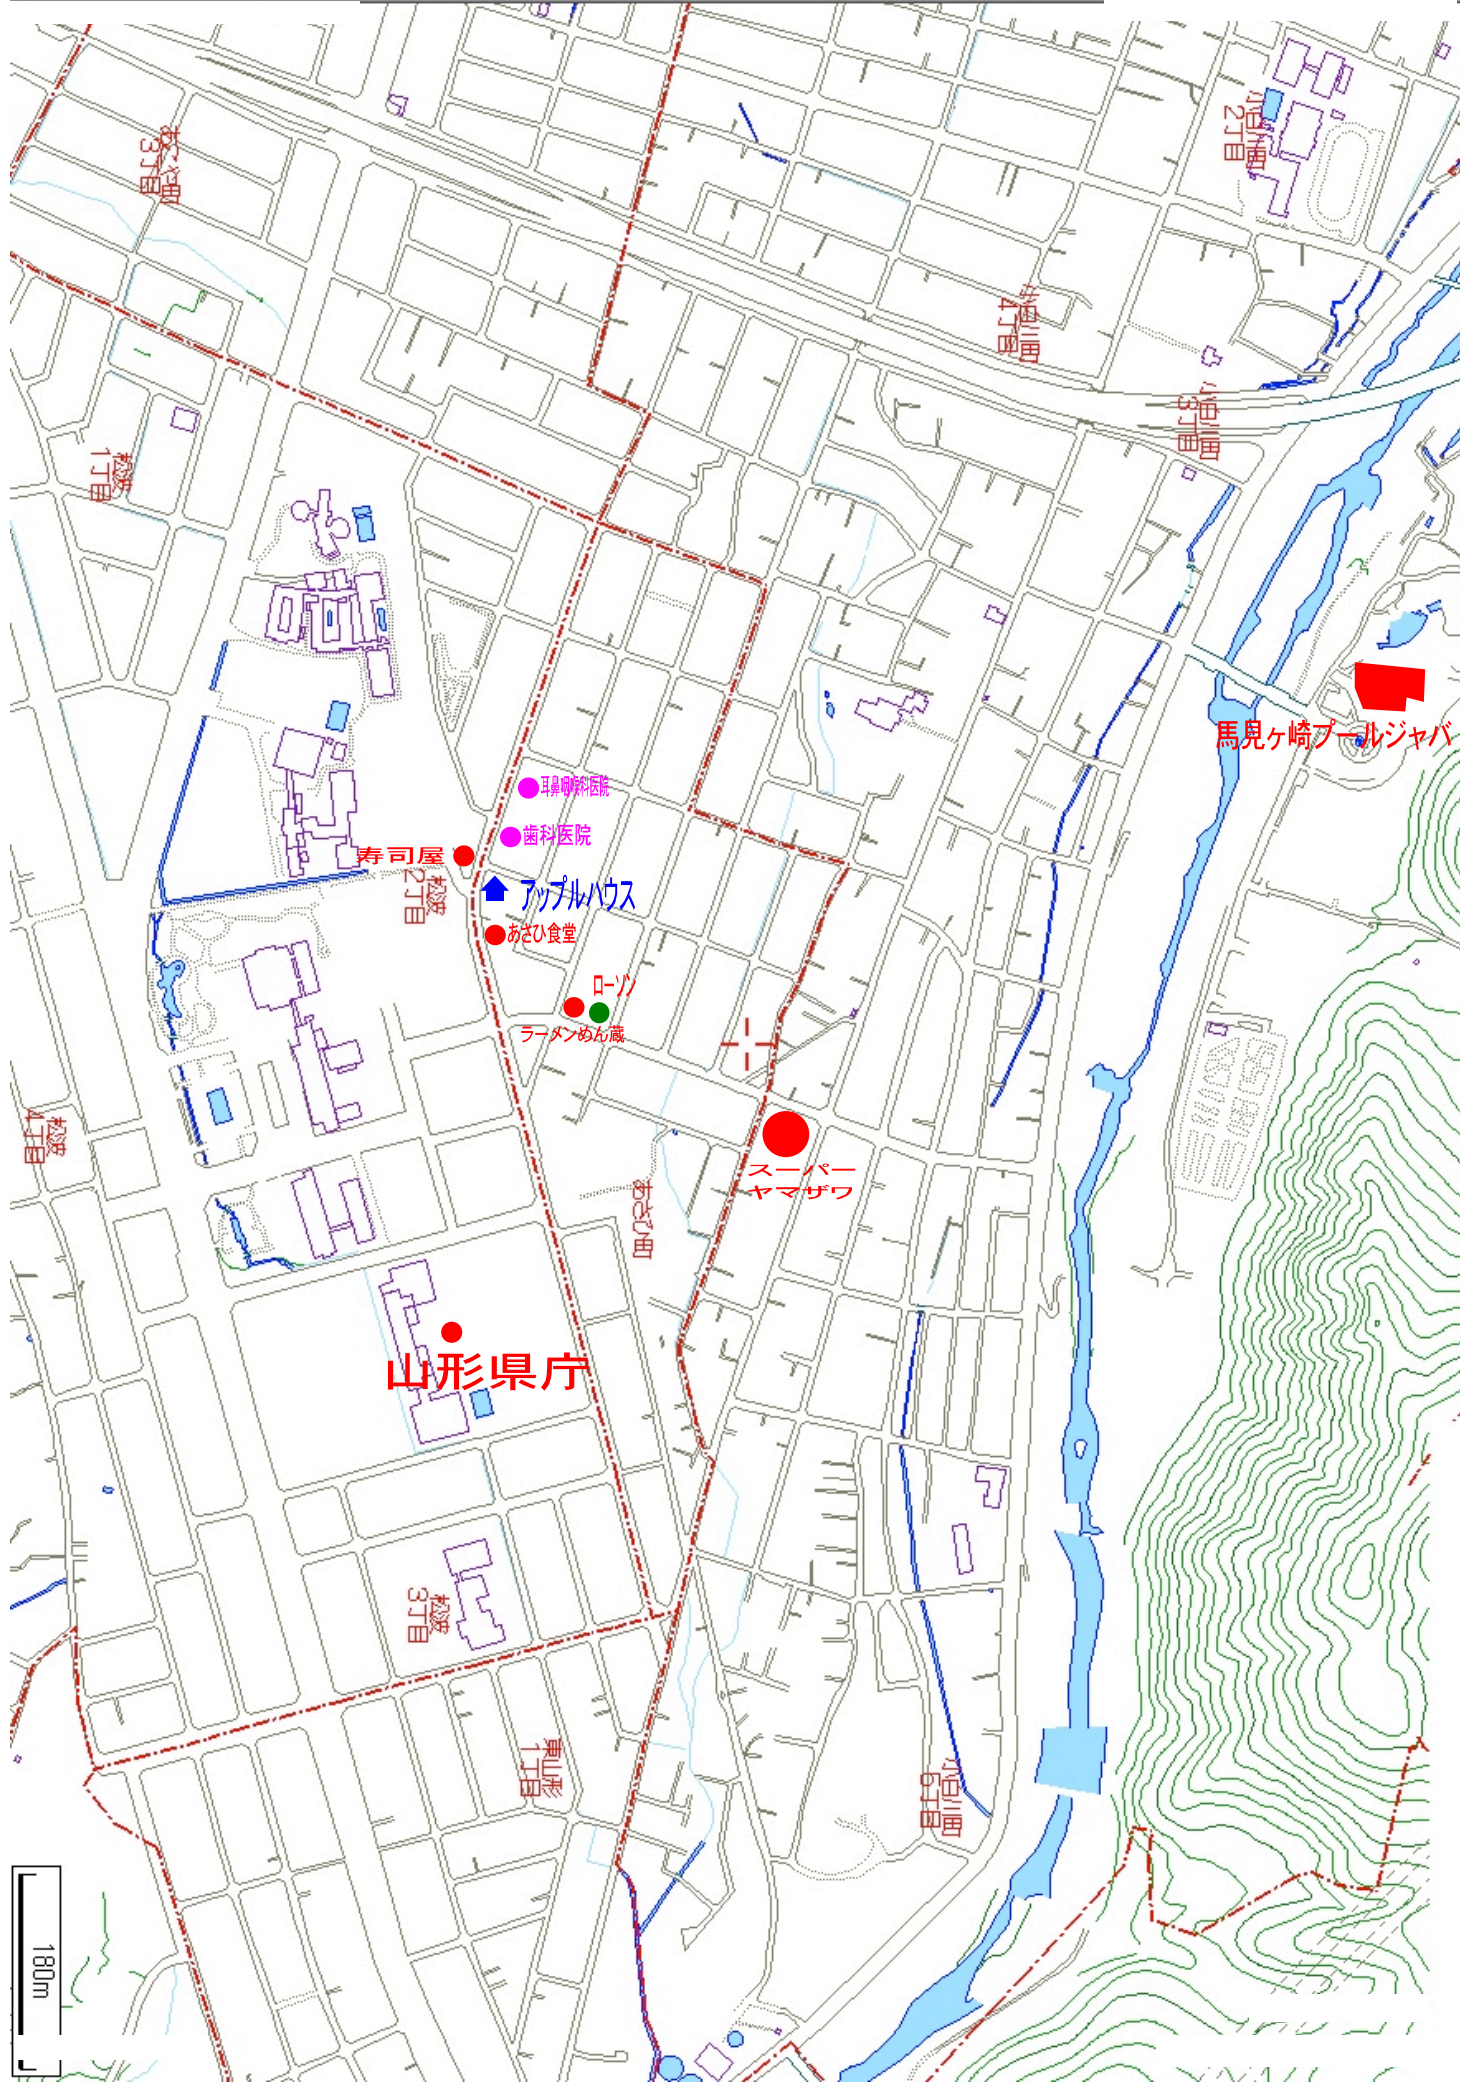 小白川町
2丁目
あこや町
3丁目
小白川町
4丁目
小白川町
3丁目
松波
1丁目
馬見ヶ崎プールジャバ
耳鼻咽喉科医院
歯科医院
寿司屋
松波
2丁目
アップルハウス
あさひ食堂
ローソン
ラーメンめん蔵
松波
4丁目
スーパー
ヤマザワ
あさひ町
山形県庁
松波
3丁目
東山形
1丁目
小白川町
6丁目
180m